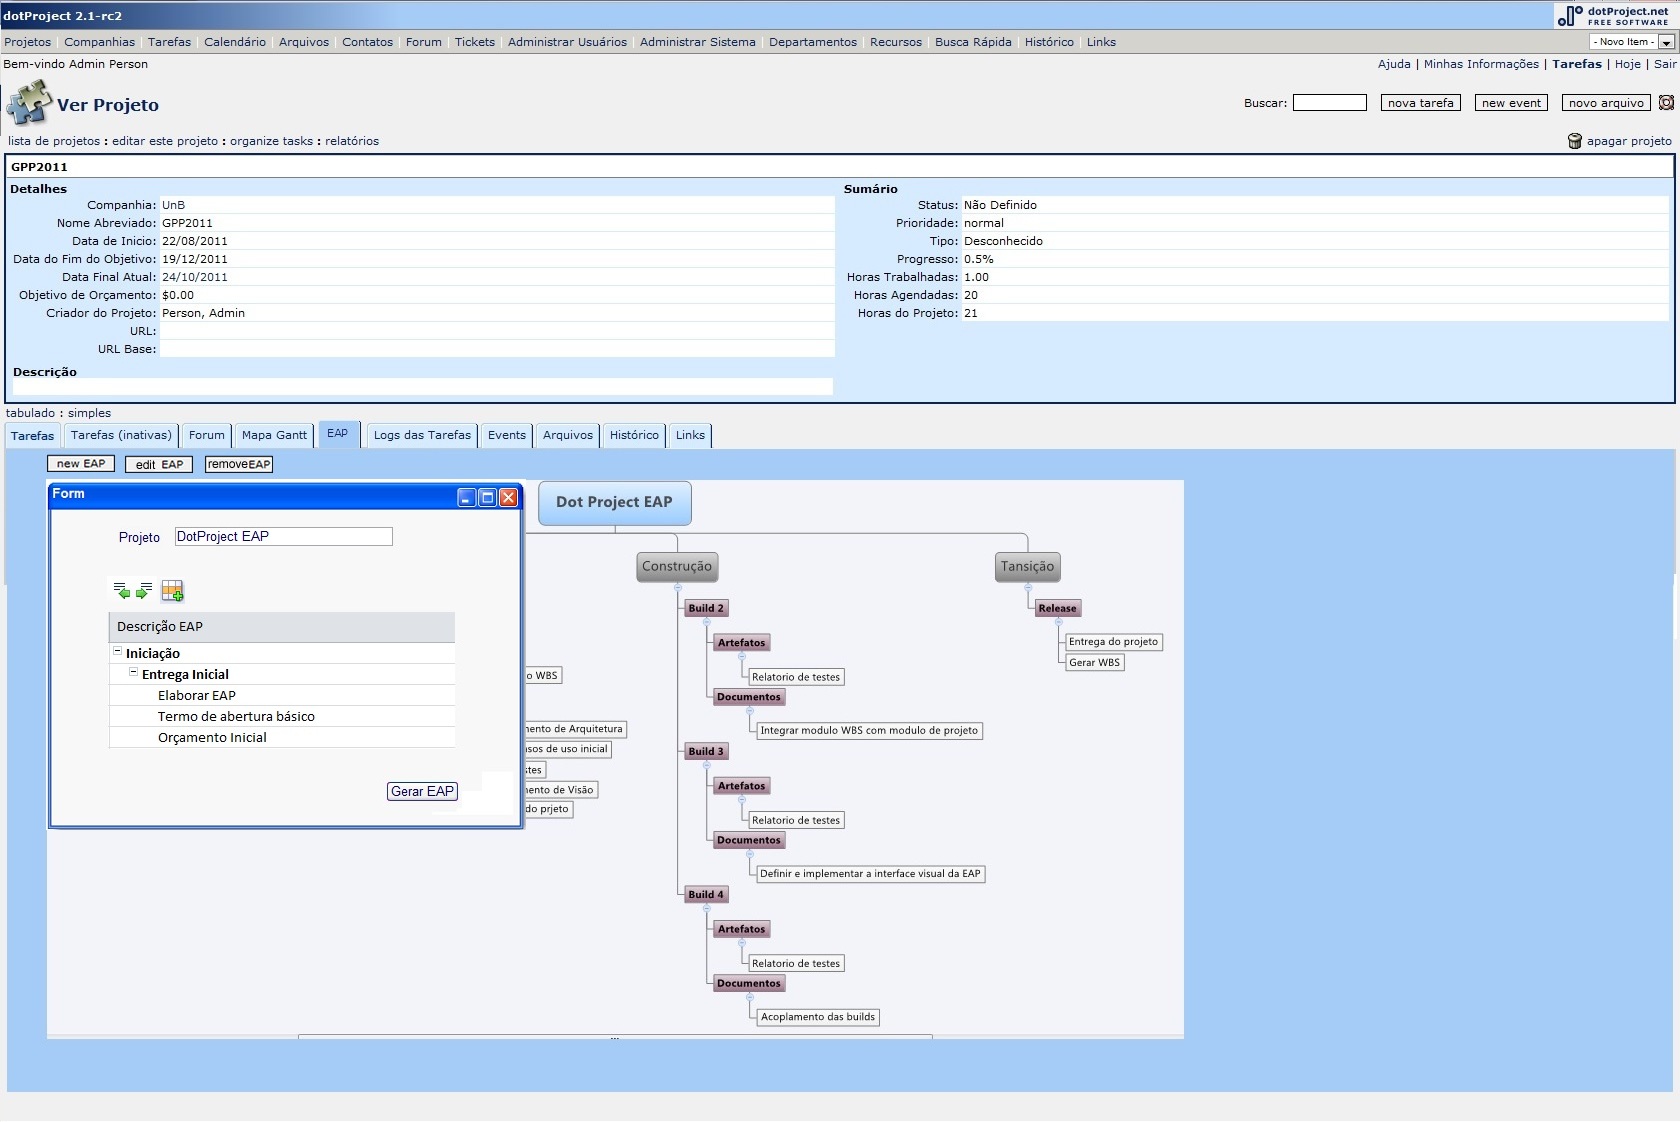 dotProject 2.1-rc2
dotProject.net
FREE SOFTWARE
Projetos | Companhias | Tarefas | Calendário | Arquivos | Contatos | Forum | Tickets | Administrar Usuários | Administrar Sistema | Departamentos | Recursos | Busca Rápida | Histórico | Links
- Novo Item -
Bem-vindo Admin Person
Ajuda | Minhas Informações | Tarefas | Hoje | Sair
Ver Projeto
Buscar:
nova tarefa
new event
novo arquivo
lista de projetos : editar este projeto : organize tasks : relatórios
apagar projeto
GPP2011
Detalhes
Companhia: UnB
Nome Abreviado: GPP2011
Data de Inicio: 22/08/2011
Data do Fim do Objetivo: 19/12/2011
Data Final Atual: 24/10/2011
Objetivo de Orçamento: $0.00
Criador do Projeto: Person, Admin
URL:
URL Base:
Descrição
Sumário
Status: Não Definido
Prioridade: normal
Tipo: Desconhecido
Progresso: 0.5%
Horas Trabalhadas: 1.00
Horas Agendadas: 20
Horas do Projeto: 21
tabulado : simples
Tarefas
Tarefas (inativas)
Forum
Mapa Gantt
EAP
Logs das Tarefas
Events
Arquivos
Histórico
Links
new EAP
edit EAP
removeEAP
Form
Projeto DotProject EAP
Descrição EAP
Iniciação
Entrega Inicial
Elaborar EAP
Termo de abertura básico
Orçamento Inicial
Gerar EAP
Dot Project EAP
o WBS
nento de Arquitetura
asos de uso inicial
stes
nento de Visão
do prjeto
Construção
Build 2
Artefatos
Relatorio de testes
Documentos
Integrar modulo WBS com modulo de projeto
Build 3
Artefatos
Relatorio de testes
Documentos
Definir e implementar a interface visual da EAP
Build 4
Artefatos
Relatorio de testes
Documentos
Acoplamento das builds
Tansição
Release
Entrega do projeto
Gerar WBS